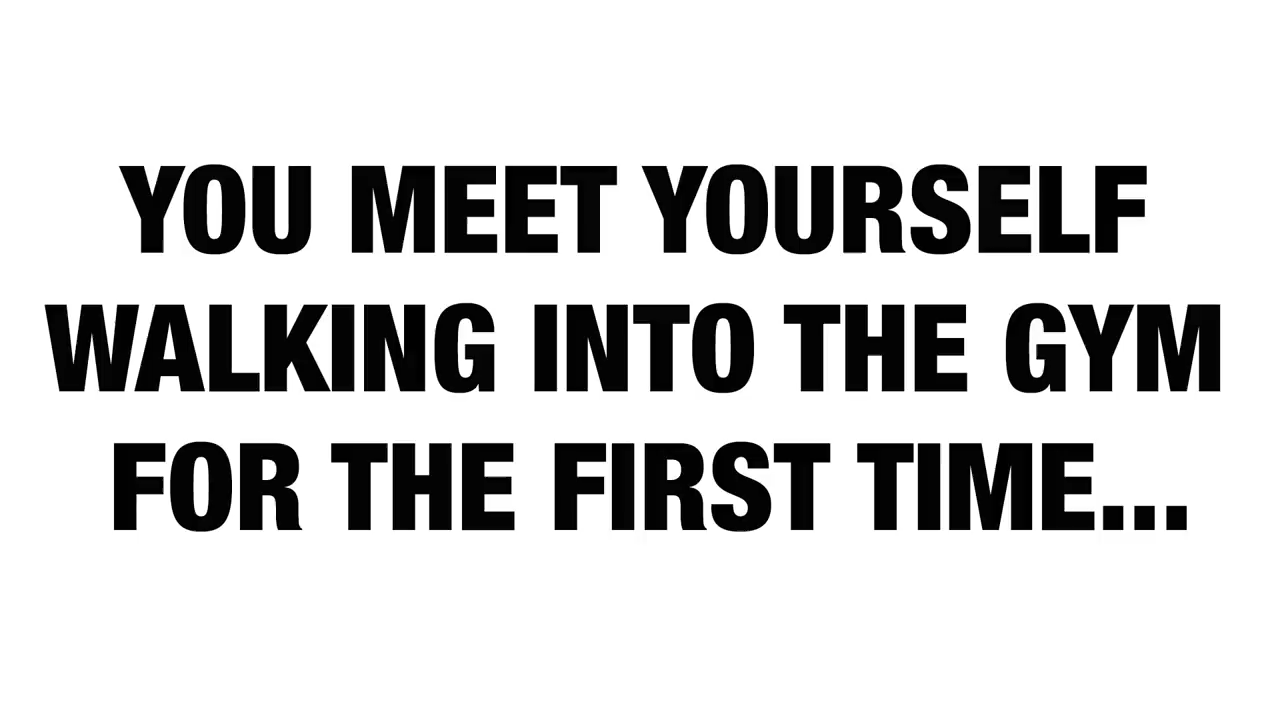 YOU MEET YOURSELF
WALKING INTO THE GYM
FOR THE FIRST TIME...